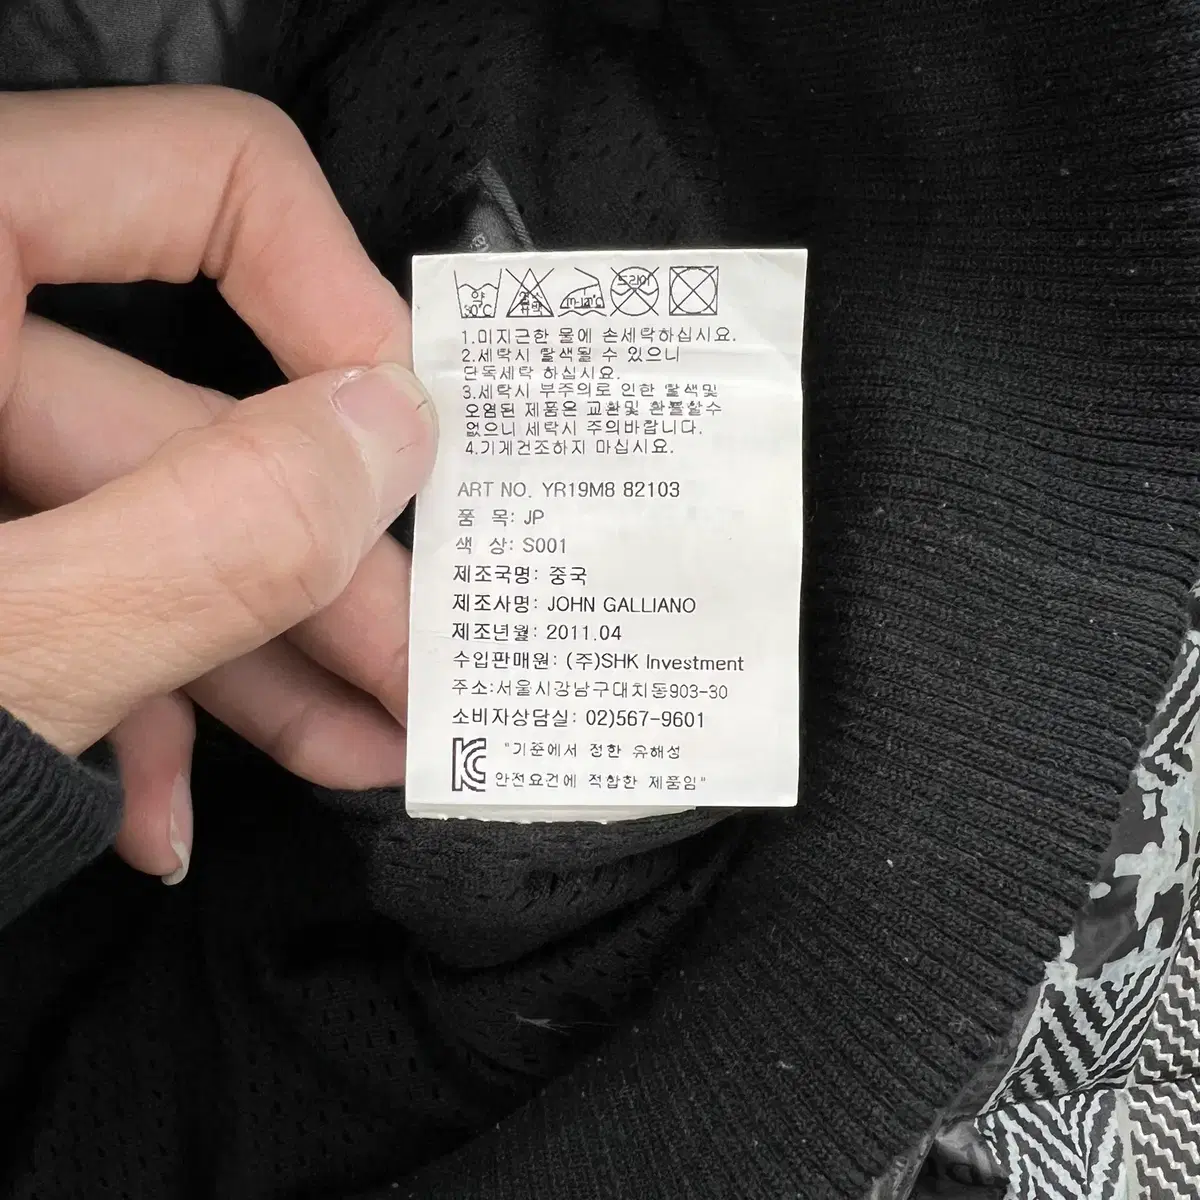 약
30℃
드라이
1.미지근한 물에 손세탁하십시요.
2.세탁시 탈색될 수 있으니
단독세탁 하십시요.
3.세탁시 부주의로 인한 탈색및
오염된 제품은 교환및 환불할수
없으니 세탁시 주의바랍니다.
4.기계건조하지 마십시요.
ART NO. YR19M8 82103
품 목: JP
색 상: S001
제조국명: 중국
제조사명: JOHN GALLIANO
제조년월: 2011.04
수입판매원: (주)SHK Investment
주소:서울시강남구대치동903-30
소비자상담실: 02)567-9601
"기준에서 정한 유해성
안전요건에 적합한 제품임"